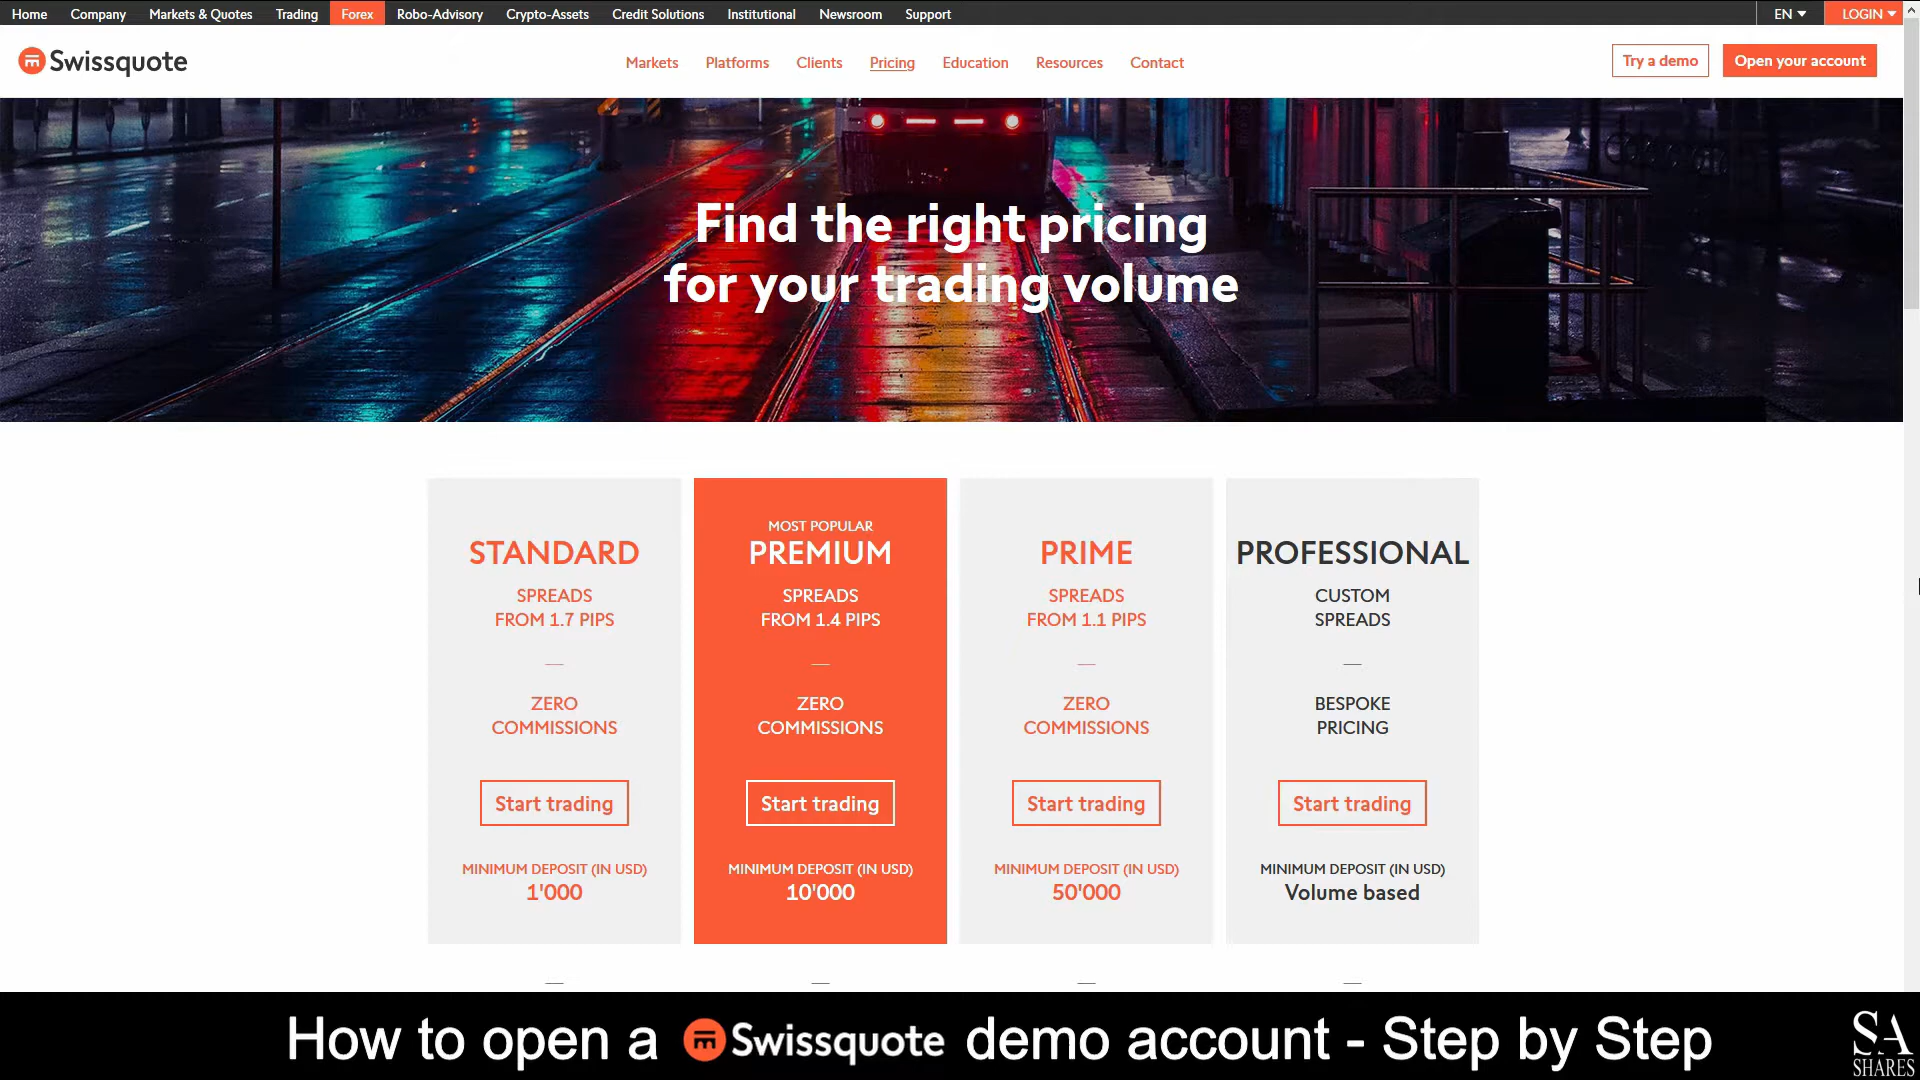 Home Company Markets & Quotes Trading Forex Robo-Advisory Crypto-Assets Credit Solutions Institutional Newsroom Support EN LOGIN
Swissquote Markets Platforms Clients Pricing Education Resources Contact Try a demo Open your account
Find the right pricing
for your trading volume
MOST POPULAR
STANDARD PREMIUM PRIME PROFESSIONAL
SPREADS SPREADS SPREADS CUSTOM
FROM 1.7 PIPS FROM 1.4 PIPS FROM 1.1 PIPS SPREADS
ZERO ZERO ZERO BESPOKE
COMMISSIONS COMMISSIONS COMMISSIONS PRICING
Start trading Start trading Start trading Start trading
MINIMUM DEPOSIT (IN USD) MINIMUM DEPOSIT (IN USD) MINIMUM DEPOSIT (IN USD) MINIMUM DEPOSIT (IN USD)
1'000 10'000 50'000 Volume based
How to open a Swissquote demo account - Step by Step
SA
SHARES